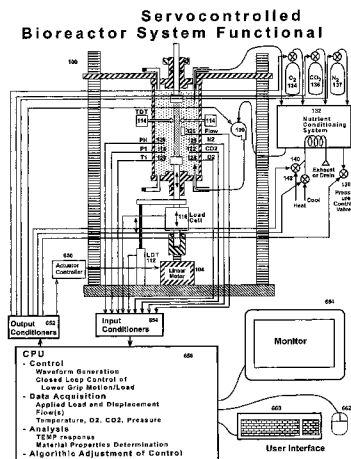 Servocontrolled
Bioreactor System Functional
100
O2
134
CO2
136
N2
137
132
Nutrient
Conditioning
System
TDT
114
114
Flow
PH
P1
T1
N2
CO2
O2
Exhaust
or Drain
140
142
Heat
Cool
138
Pressure
Control
Valve
Load
Cell
LDT
112
Linear
Motor
104
Actuator
Controller
Output
Conditioners
652
Input
Conditioners
654
CPU
656
- Control
Waveform Generation
Closed Loop Control of
Lower Grip Motion/Load
- Data Acquisition
Applied Load and Displacement
Flow(s)
Temperature, O2, CO2, Pressure
- Analysis
TEMP response
Material Properties Determination
- Algorithic Adjustment of Control
664
Monitor
660
662
User Interface